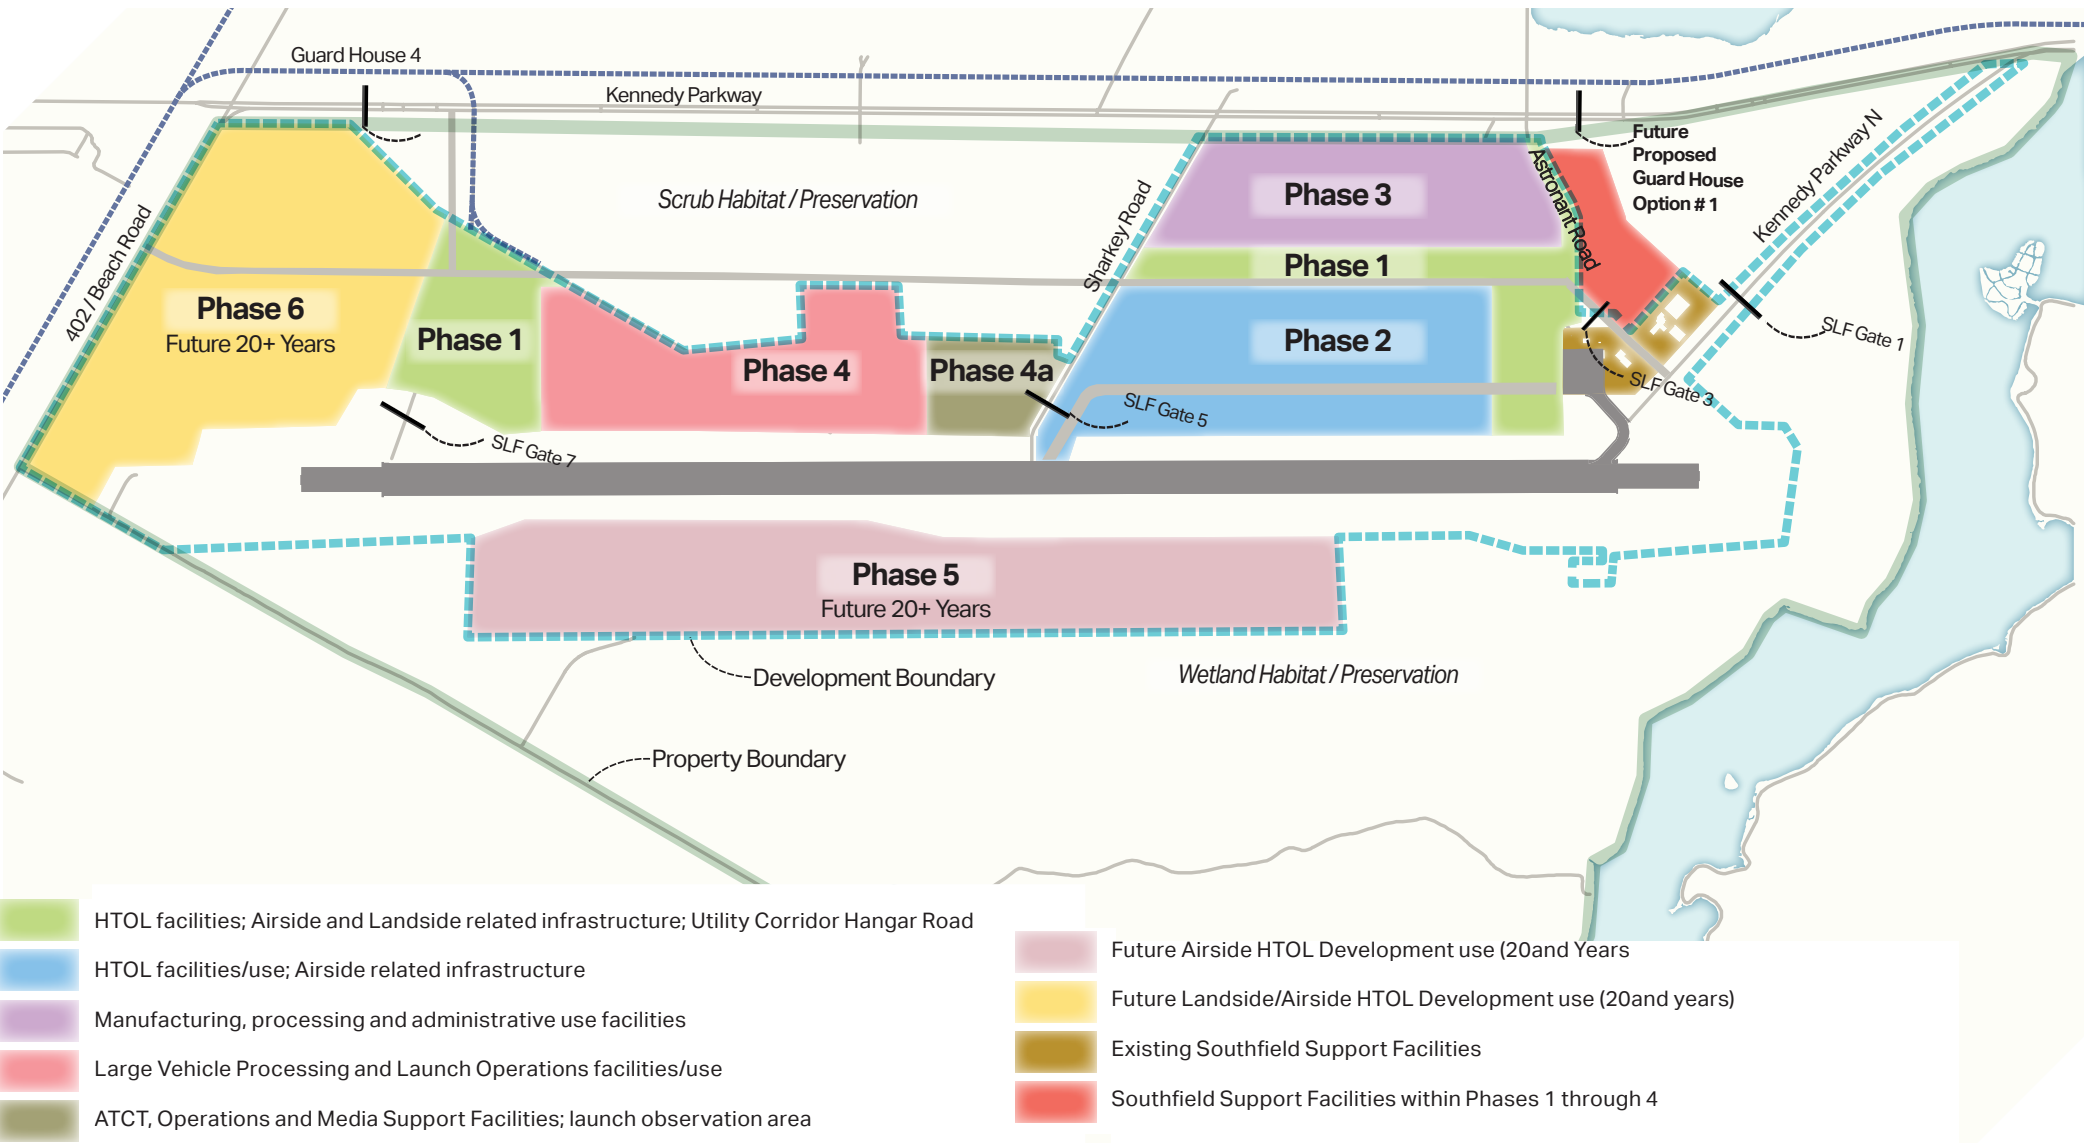 Guard House 4
Kennedy Parkway
Future
Proposed
Guard House
Option # 1
Kennedy Parkway N
Scrub Habitat / Preservation
Phase 3
Astronant Road
Sharkey Road
402 / Beach Road
Phase 1
Phase 6
Future 20+ Years
Phase 1
Phase 2
SLF Gate 1
Phase 4
Phase 4a
SLF Gate 3
SLF Gate 5
SLF Gate 7
Phase 5
Future 20+ Years
Development Boundary
Wetland Habitat / Preservation
Property Boundary
HTOL facilities; Airside and Landside related infrastructure; Utility Corridor Hangar Road
HTOL facilities/use; Airside related infrastructure
Manufacturing, processing and administrative use facilities
Large Vehicle Processing and Launch Operations facilities/use
ATCT, Operations and Media Support Facilities; launch observation area
Future Airside HTOL Development use (20and Years
Future Landside/Airside HTOL Development use (20and years)
Existing Southfield Support Facilities
Southfield Support Facilities within Phases 1 through 4